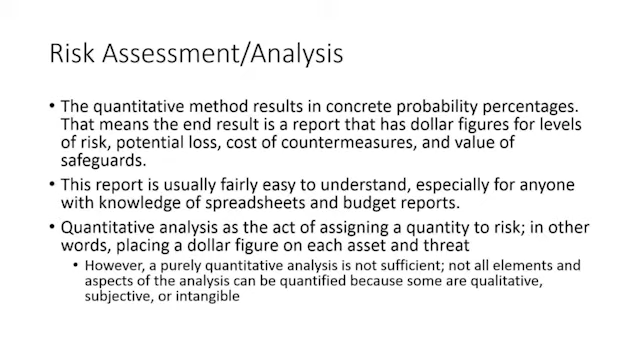 Risk Assessment/Analysis
• The quantitative method results in concrete probability percentages.
That means the end result is a report that has dollar figures for levels
of risk, potential loss, cost of countermeasures, and value of
safeguards.
• This report is usually fairly easy to understand, especially for anyone
with knowledge of spreadsheets and budget reports.
• Quantitative analysis as the act of assigning a quantity to risk; in other
words, placing a dollar figure on each asset and threat
• However, a purely quantitative analysis is not sufficient; not all elements and
aspects of the analysis can be quantified because some are qualitative,
subjective, or intangible